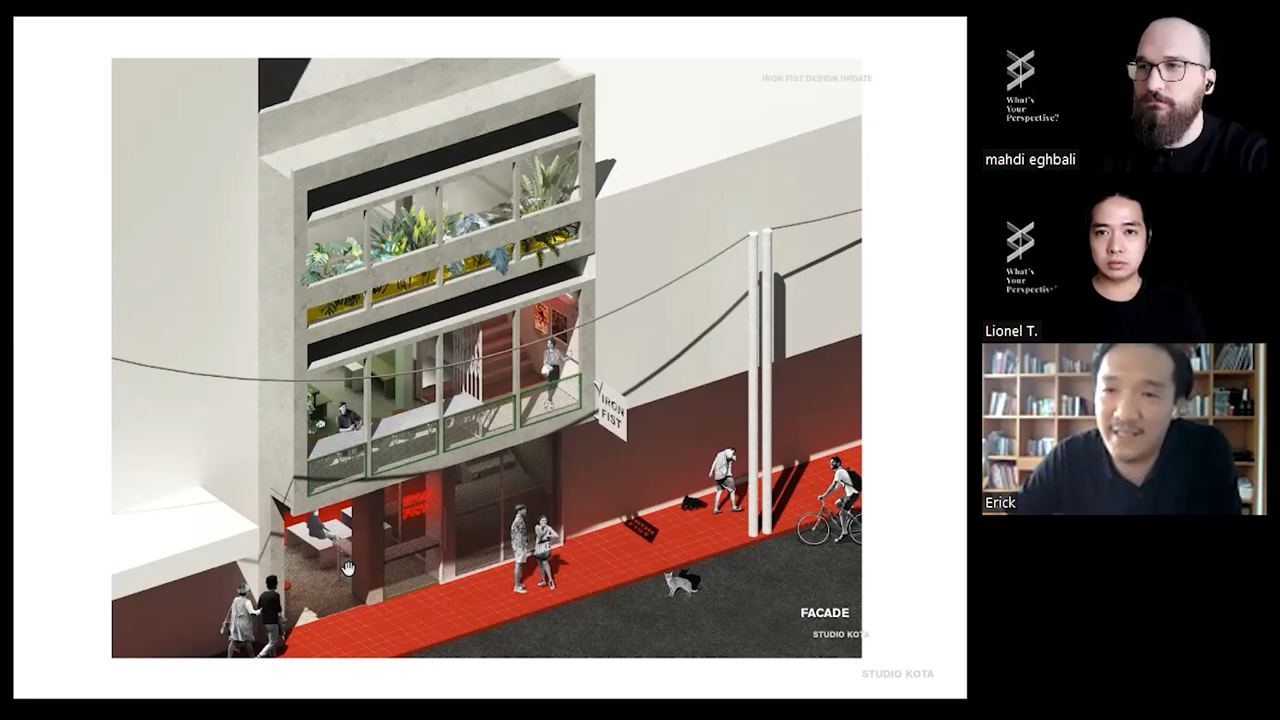 IRON FIST DESIGN UPDATE
IRON
FIST
FACADE
STUDIO KOTA
STUDIO KOTA
What's
Your
Perspective?
mahdi eghbali
What's
Your
Perspective
Lionel T.
Erick